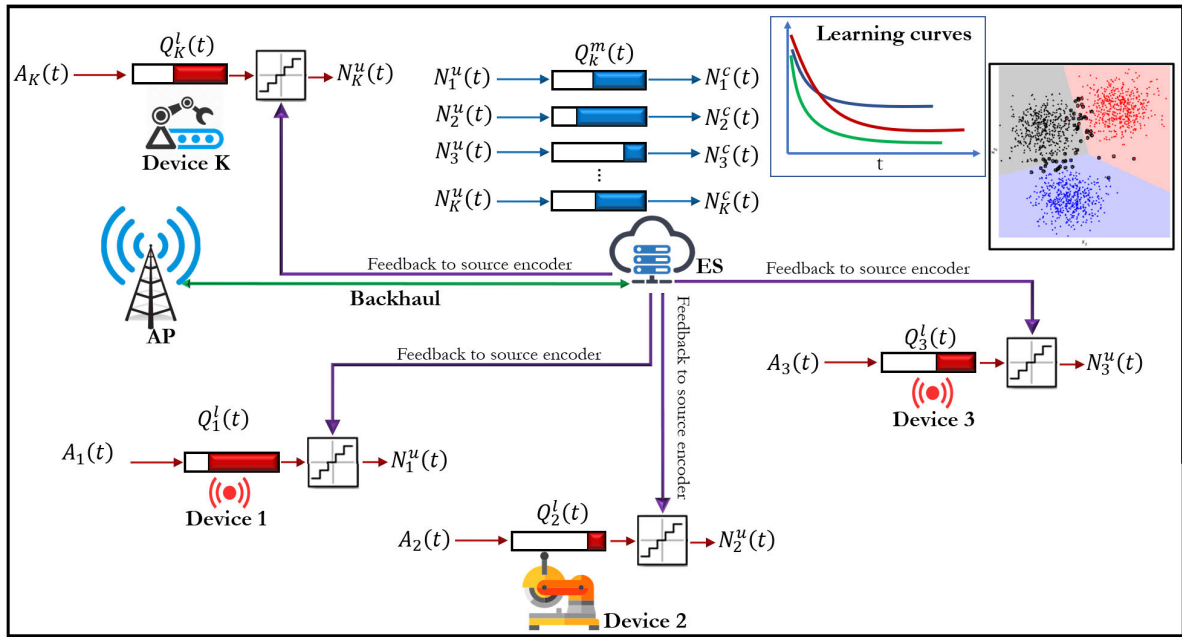 Q_K^l(t)
A_K(t)
N_K^u(t)
Device K
Q_k^m(t)
N_1^u(t)
N_1^c(t)
N_2^u(t)
N_2^c(t)
N_3^u(t)
N_3^c(t)
⋮
N_K^u(t)
N_K^c(t)
Learning curves
t
AP
Feedback to source encoder
Backhaul
ES
Feedback to source encoder
Feedback to source encoder
Feedback to source encoder
Q_3^l(t)
A_3(t)
N_3^u(t)
Device 3
Q_1^l(t)
A_1(t)
N_1^u(t)
Device 1
Q_2^l(t)
A_2(t)
N_2^u(t)
Device 2